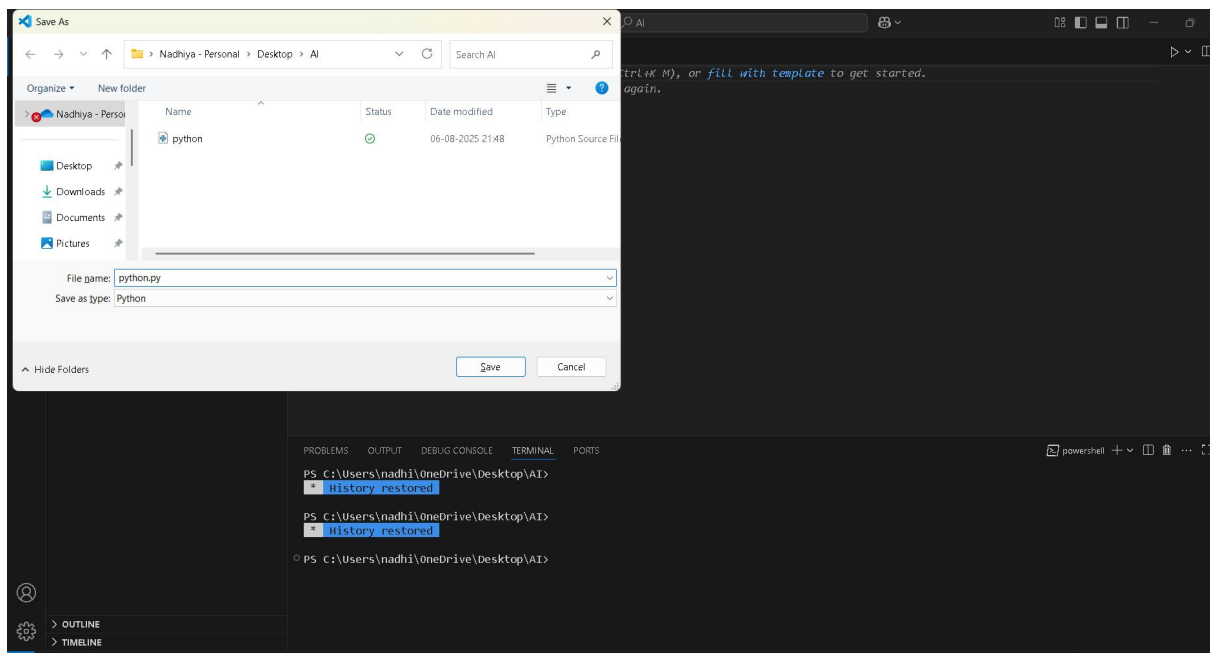 Save As
AI
Nadhiya - Personal > Desktop > AI
Search AI
Organize
New folder
Nadhiya - Person
Name
Status
Date modified
Type
python
06-08-2025 21:48
Python Source File
Desktop
Downloads
Documents
Pictures
File name: python.py
Save as type: Python
Hide Folders
Save
Cancel
Ctrl+K M), or fill with template to get started.
again.
PROBLEMS OUTPUT DEBUG CONSOLE TERMINAL PORTS
powershell
PS C:\Users\nadhi\OneDrive\Desktop\AI>
* History restored
PS C:\Users\nadhi\OneDrive\Desktop\AI>
* History restored
PS C:\Users\nadhi\OneDrive\Desktop\AI>
> OUTLINE
> TIMELINE